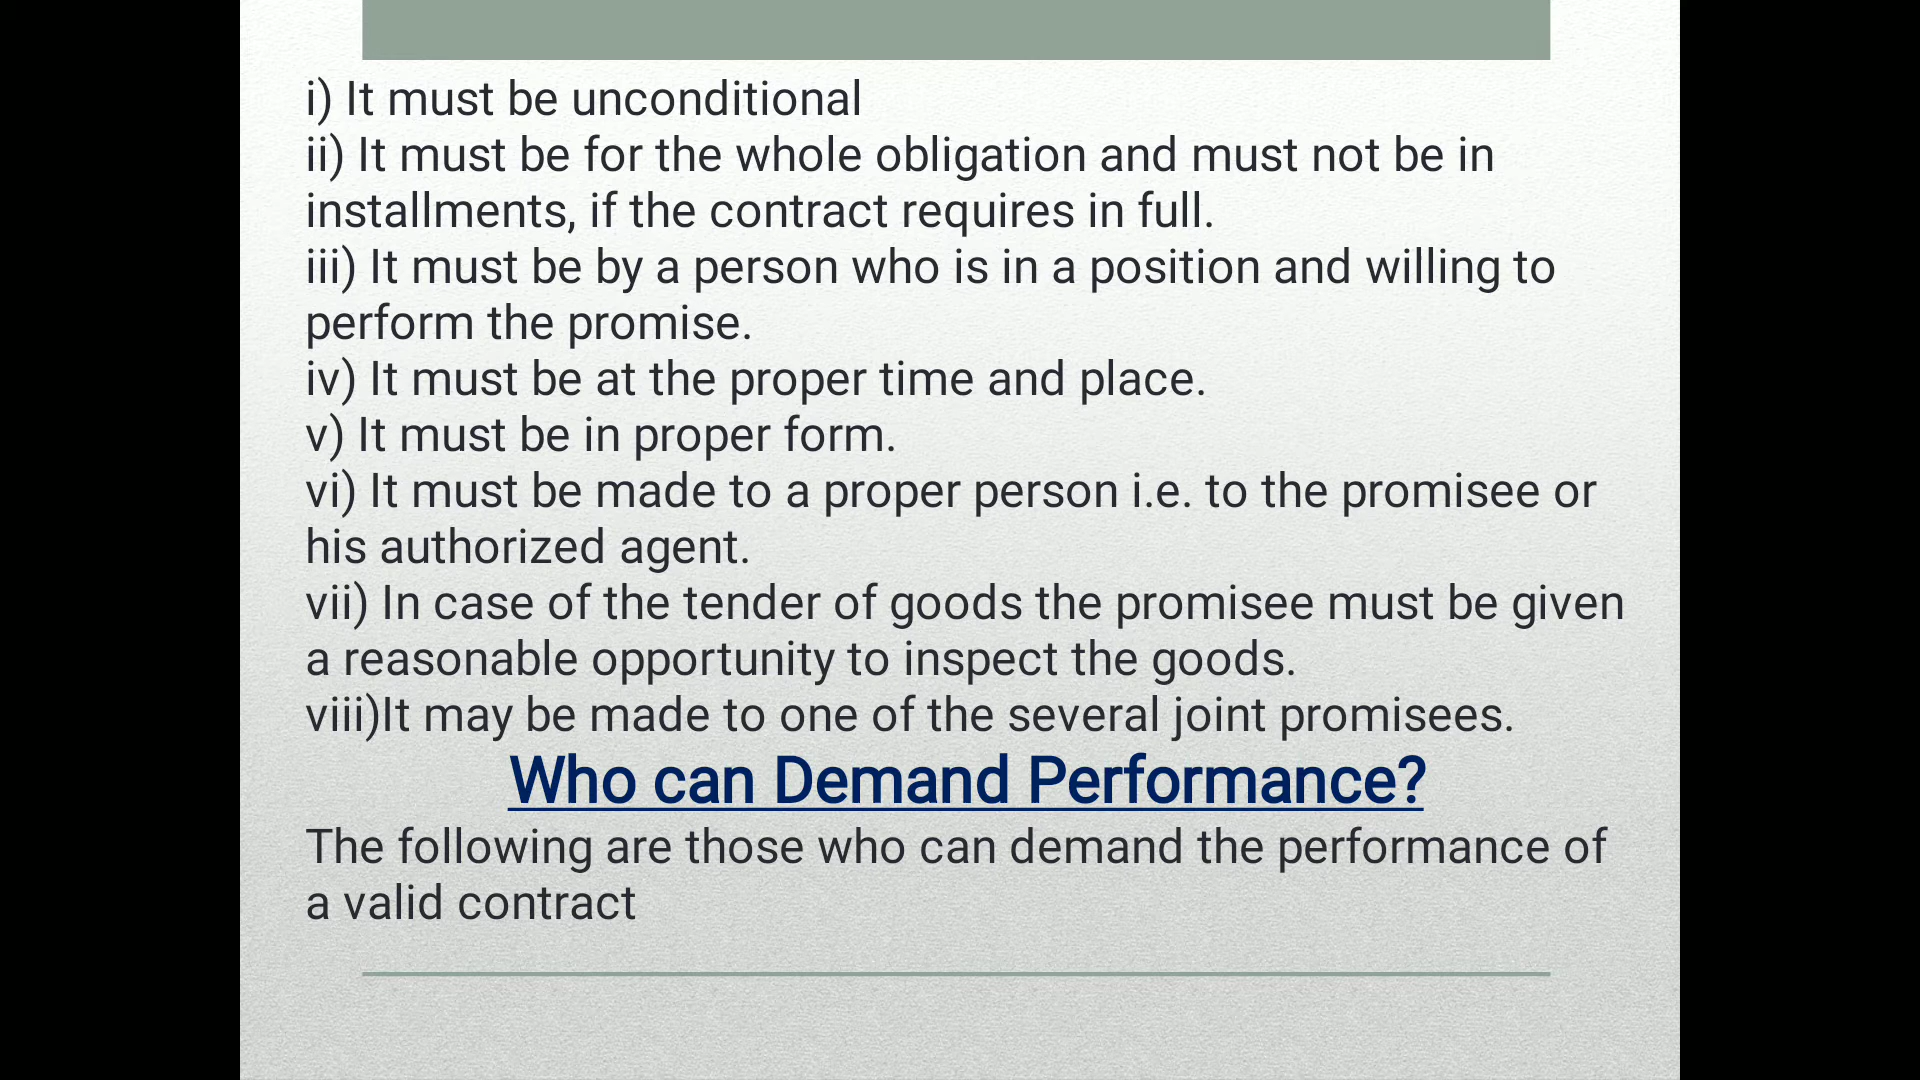 i) It must be unconditional
ii) It must be for the whole obligation and must not be in
installments, if the contract requires in full.
iii) It must be by a person who is in a position and willing to
perform the promise.
iv) It must be at the proper time and place.
v) It must be in proper form.
vi) It must be made to a proper person i.e. to the promisee or
his authorized agent.
vii) In case of the tender of goods the promisee must be given
a reasonable opportunity to inspect the goods.
viii)It may be made to one of the several joint promisees.
Who can Demand Performance?
The following are those who can demand the performance of
a valid contract